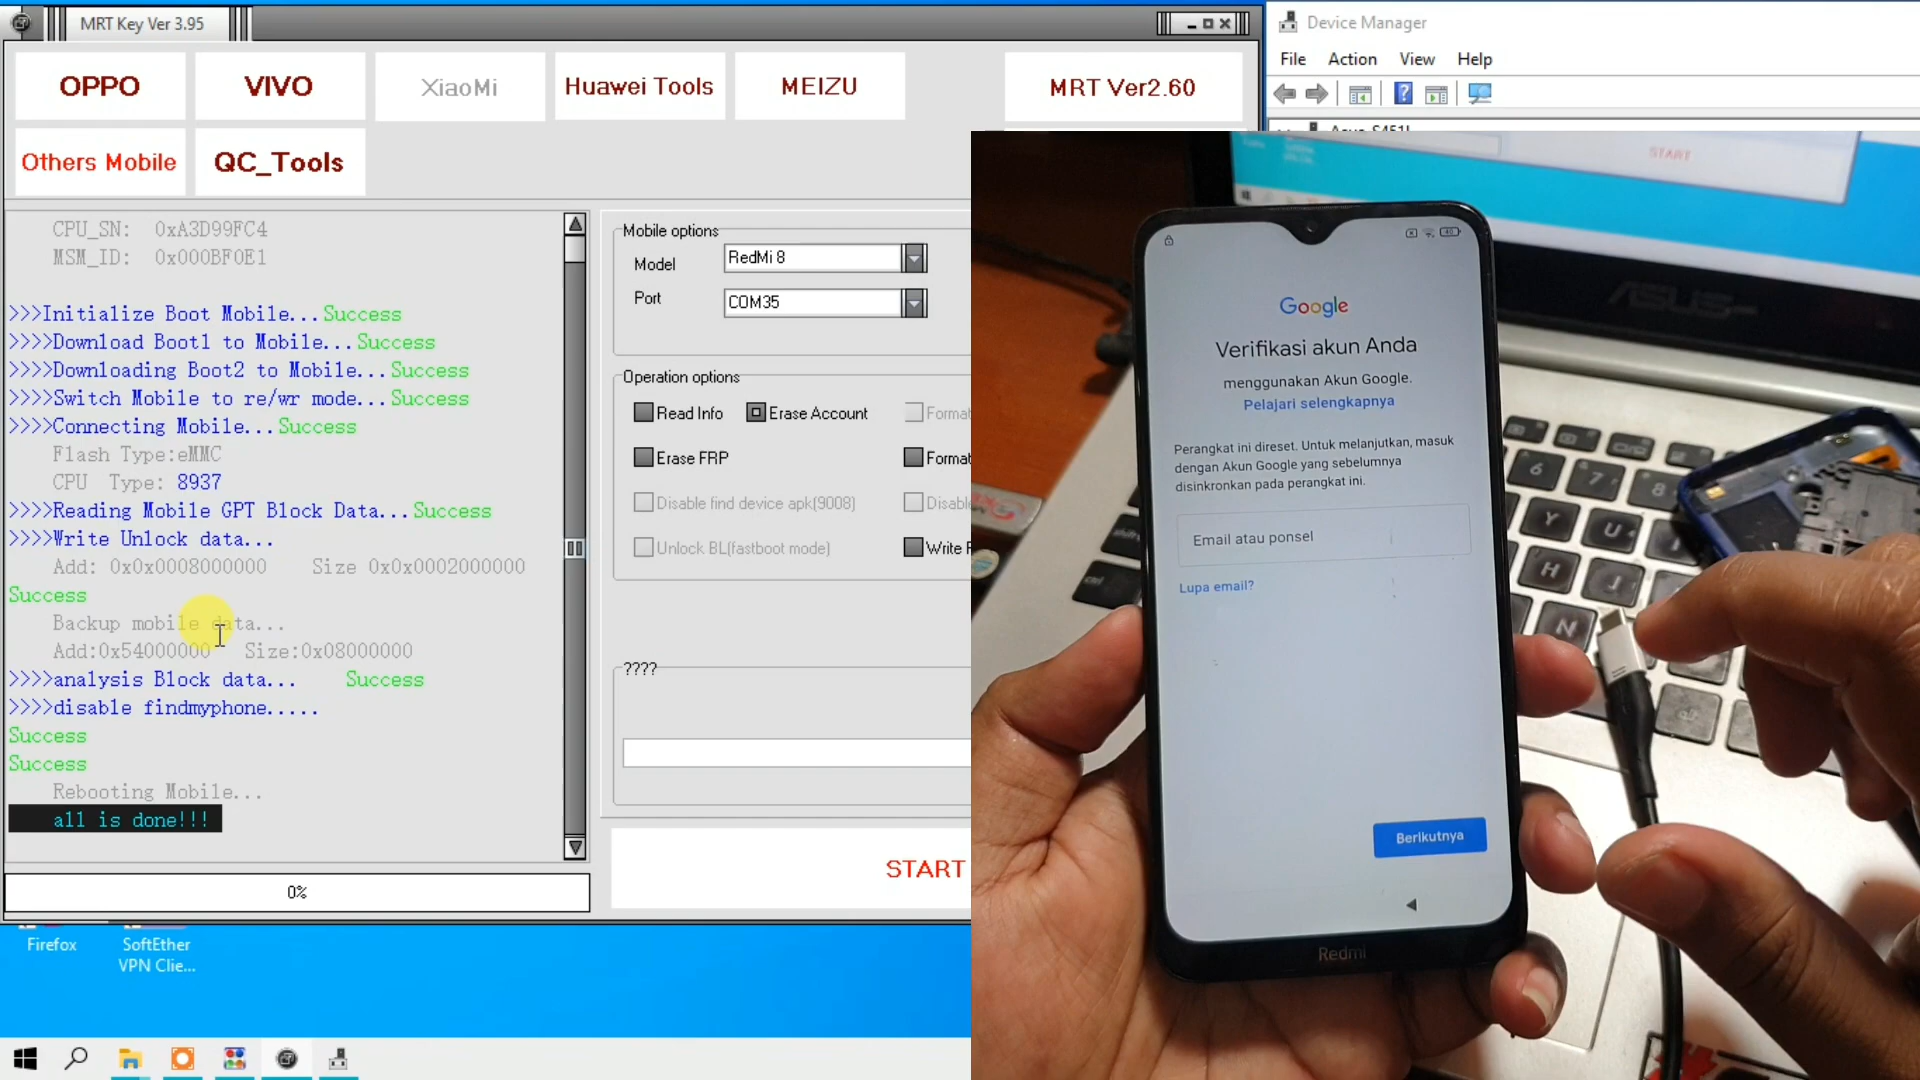 MRT Key Ver 3.95
OPPO
VIVO
XiaoMi
Huawei Tools
MEIZU
MRT Ver2.60
Others Mobile
QC_Tools
CPU_SN: 0xA3D99FC4
MSM_ID: 0x000BF0E1
>>>Initialize Boot Mobile...Success
>>>>Download Boot1 to Mobile...Success
>>>>Downloading Boot2 to Mobile...Success
>>>>Switch Mobile to re/wr mode...Success
>>>>Connecting Mobile...Success
Flash Type:eMMC
CPU Type: 8937
>>>>Reading Mobile GPT Block Data...Success
>>>>Write Unlock data...
Add: 0x0x0008000000 Size 0x0x0002000000
Success
Backup mobile data...
Add:0x54000000 Size:0x08000000
>>>>analysis Block data... Success
>>>>disable findmyphone.....
Success
Success
Rebooting Mobile...
all is done!!!
0%
Mobile options
Model
RedMi 8
Port
COM35
Operation options
Read Info
Erase Account
Erase FRP
Disable find device apk(9008)
Unlock BL(fastboot mode)
????
START
Device Manager
File
Action
View
Help
START
ASUS
Google
Verifikasi akun Anda
menggunakan Akun Google.
Pelajari selengkapnya
Perangkat ini direset. Untuk melanjutkan, masuk
dengan Akun Google yang sebelumnya
disinkronkan pada perangkat ini.
Email atau ponsel
Lupa email?
Berikutnya
Redmi
6
7
8
Y
U
H
J
N
ctrl
Firefox
SoftEther
VPN Clie...